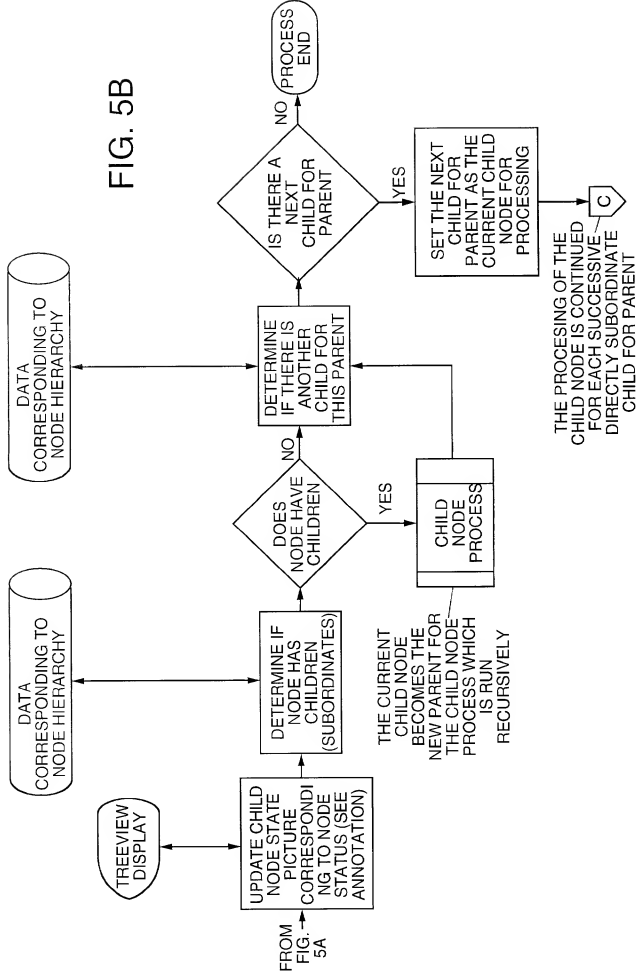 FIG. 5B
FROM
FIG.
5A
TREEVIEW
DISPLAY
UPDATE CHILD
NODE STATE
PICTURE
CORRESPONDI
NG TO NODE
STATUS (SEE
ANNOTATION)
DATA
CORRESPONDING TO
NODE HIERARCHY
DETERMINE IF
NODE HAS
CHILDREN
(SUBORDINATES)
DOES
NODE HAVE
CHILDREN
NO
YES
CHILD
NODE
PROCESS
THE CURRENT
CHILD NODE
BECOMES THE
NEW PARENT FOR
THE CHILD NODE
PROCESS WHICH
IS RUN
RECURSIVELY
DATA
CORRESPONDING TO
NODE HIERARCHY
DETERMINE
IF THERE IS
ANOTHER
CHILD FOR
THIS PARENT
IS THERE A
NEXT
CHILD FOR
PARENT
NO
PROCESS
END
YES
SET THE NEXT
CHILD FOR
PARENT AS THE
CURRENT CHILD
NODE FOR
PROCESSING
C
THE PROCESING OF THE
CHILD NODE IS CONTINUED
FOR EACH SUCCESSIVE
DIRECTLY SUBORDINATE
CHILD FOR PARENT